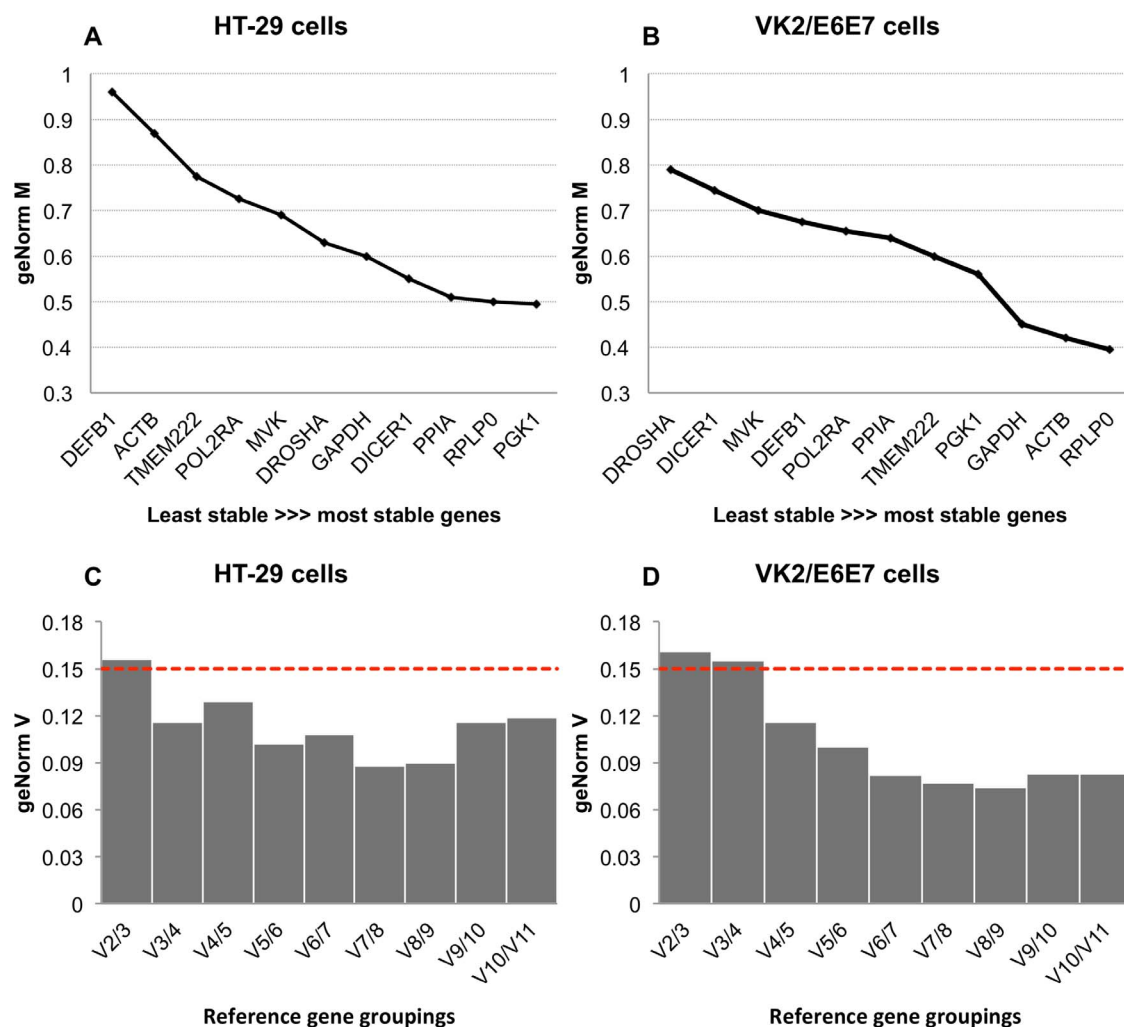 A
HT-29 cells
geNorm M
1
0.9
0.8
0.7
0.6
0.5
0.4
0.3
DEFB1
ACTB
TMEM222
POL2RA
MVK
DROSHA
GAPDH
DICER1
PPIA
RPLP0
PGK1
Least stable >>> most stable genes
B
VK2/E6E7 cells
geNorm M
1
0.9
0.8
0.7
0.6
0.5
0.4
0.3
DROSHA
DICER1
MVK
DEFB1
POL2RA
PPIA
TMEM222
PGK1
GAPDH
ACTB
RPLP0
Least stable >>> most stable genes
C
HT-29 cells
geNorm V
0.18
0.15
0.12
0.09
0.06
0.03
0
V2/3
V3/4
V4/5
V5/6
V6/7
V7/8
V8/9
V9/10
V10/V11
Reference gene groupings
D
VK2/E6E7 cells
geNorm V
0.18
0.15
0.12
0.09
0.06
0.03
0
V2/3
V3/4
V4/5
V5/6
V6/7
V7/8
V8/9
V9/10
V10/V11
Reference gene groupings